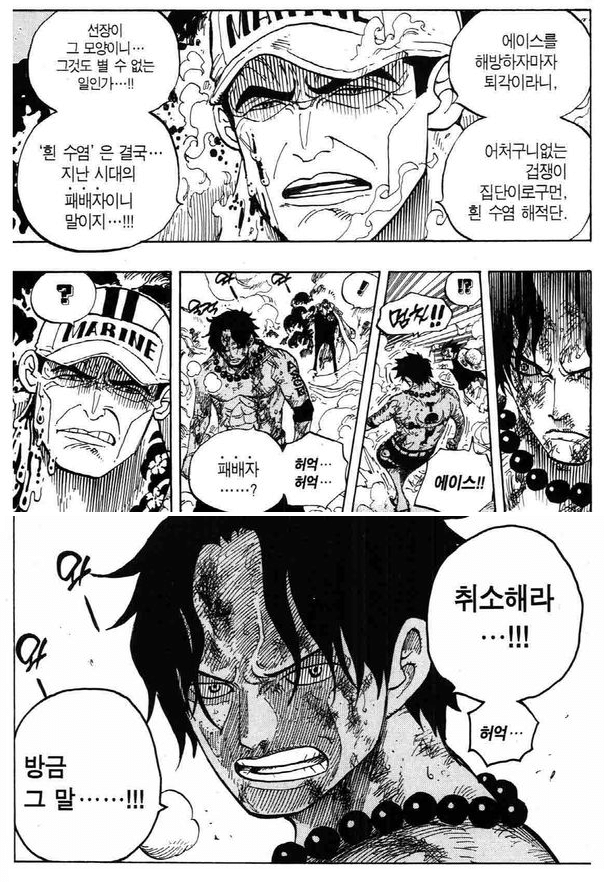 에이스를
해방하자마자
퇴각이라니,
어처구니없는
겁쟁이
집단이로구먼,
흰 수염 해적단.
MARINE
선장이
그 모양이니…
그것도 별 수 없는
일인가…!!
‘흰 수염’은 결국…
지난 시대의
패배자이니
말이지…!!!
!?
멈칫!!
에이스!!
!
와
허억…
허억…
패배자
……?
?
MARINE
취소해라
…!!!
허억…
와
와
방금
그 말……!!!